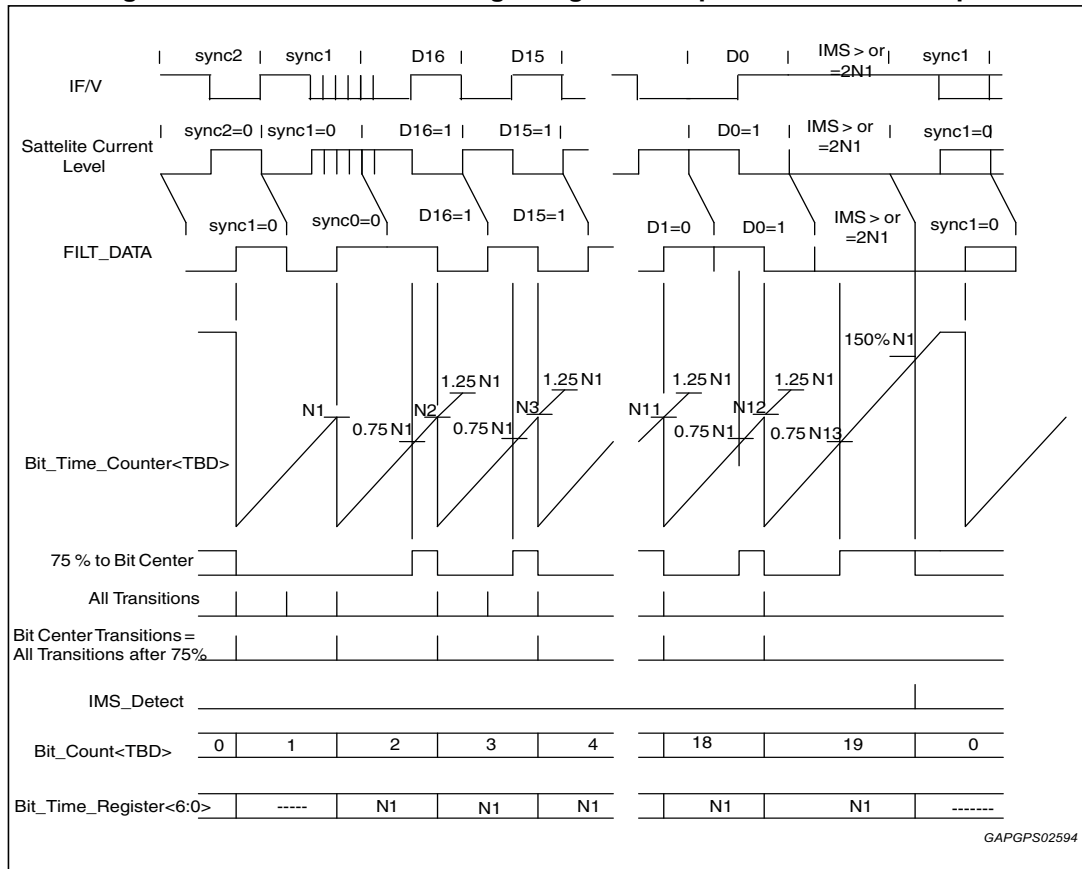 | sync2 | sync1 | D16 | D15 | | D0 | IMS > or =2N1 | sync1 |
IF/V
| sync2=0 | sync1=0 | D16=1 | D15=1 | | D0=1 | IMS > or =2N1 | sync1=0
Sattelite Current Level
sync1=0 sync0=0 D16=1 D15=1 D1=0 D0=1 IMS > or =2N1 sync1=0
FILT_DATA
150% N1
1.25 N1 1.25 N1 1.25 N1 1.25 N1
N1 N2 N3 N11 N12
0.75 N1 0.75 N1 0.75 N1 0.75 N13
Bit_Time_Counter<TBD>
75 % to Bit Center
All Transitions
Bit Center Transitions =
All Transitions after 75%
IMS_Detect
Bit_Count<TBD> 0 1 2 3 4 18 19 0
Bit_Time_Register<6:0> ----- N1 N1 N1 N1 N1 -------
GAPGPS02594